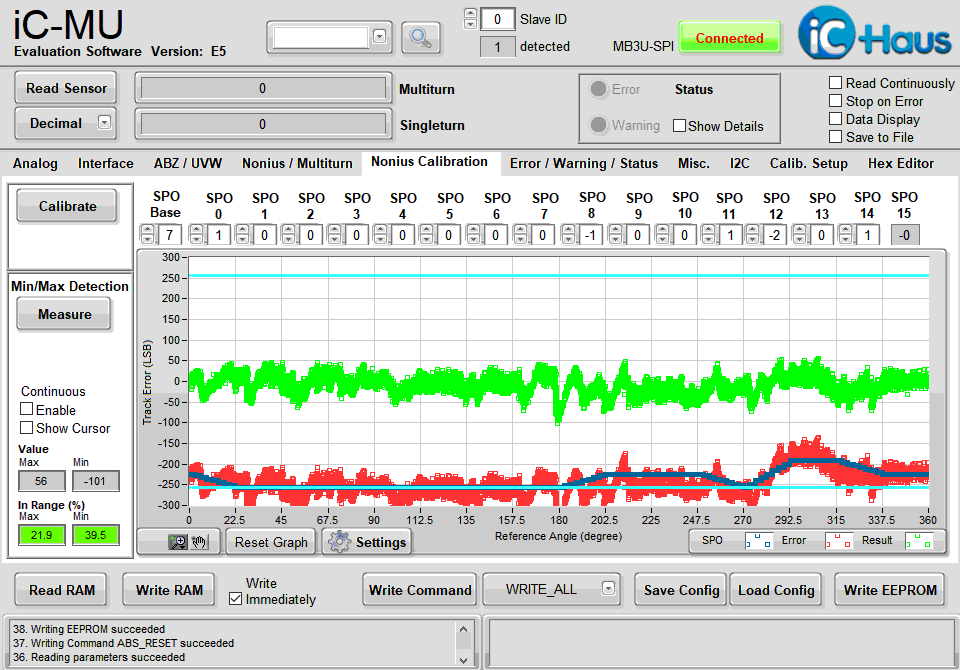 iC-MU
Evaluation Software Version: E5
0 Slave ID
1 detected
MB3U-SPI
Connected
iC Haus
Read Sensor
0
Multiturn
Decimal
0
Singleturn
Error
Status
Warning
Show Details
Read Continuously
Stop on Error
Data Display
Save to File
Analog Interface ABZ / UVW Nonius / Multiturn Nonius Calibration Error / Warning / Status Misc. I2C Calib. Setup Hex Editor
Calibrate
SPO Base SPO 0 SPO 1 SPO 2 SPO 3 SPO 4 SPO 5 SPO 6 SPO 7 SPO 8 SPO 9 SPO 10 SPO 11 SPO 12 SPO 13 SPO 14 SPO 15
7 1 0 0 0 0 0 0 0 -1 0 0 1 -2 0 1 -0
Min/Max Detection
Measure
Continuous
Enable
Show Cursor
Value
Max Min
56 -101
In Range (%)
Max Min
21.9 39.5
Track Error (LSB)
300
250
200
150
100
50
0
-50
-100
-150
-200
-250
-300
0 22.5 45 67.5 90 112.5 135 157.5 180 202.5 225 247.5 270 292.5 315 337.5 360
Reference Angle (degree)
Reset Graph
Settings
SPO Error Result
Read RAM
Write RAM
Write
Immediately
Write Command
WRITE_ALL
Save Config
Load Config
Write EEPROM
38. Writing EEPROM succeeded
37. Writing Command ABS_RESET succeeded
36. Reading parameters succeeded